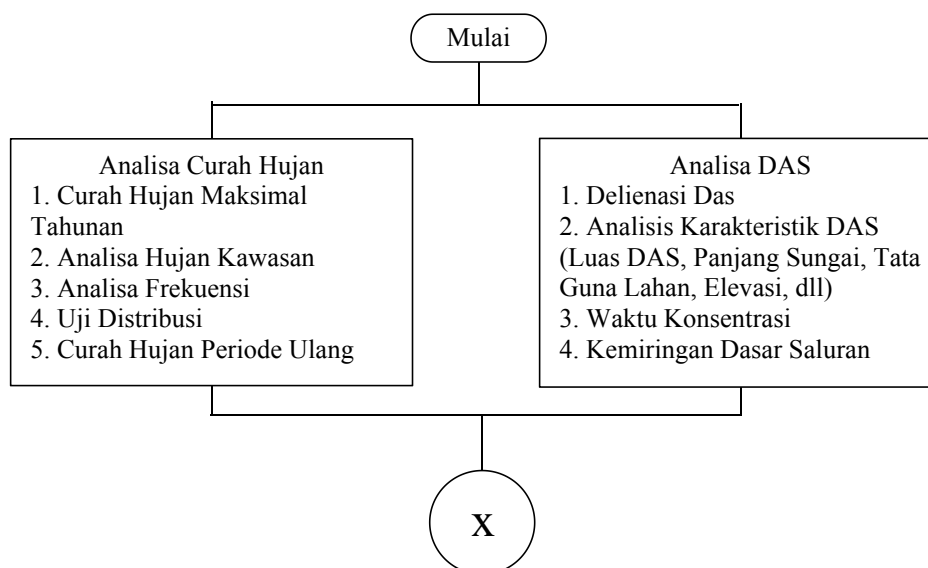 Mulai
Analisa Curah Hujan
1. Curah Hujan Maksimal
Tahunan
2. Analisa Hujan Kawasan
3. Analisa Frekuensi
4. Uji Distribusi
5. Curah Hujan Periode Ulang
Analisa DAS
1. Delienasi Das
2. Analisis Karakteristik DAS
(Luas DAS, Panjang Sungai, Tata
Guna Lahan, Elevasi, dll)
3. Waktu Konsentrasi
4. Kemiringan Dasar Saluran
X